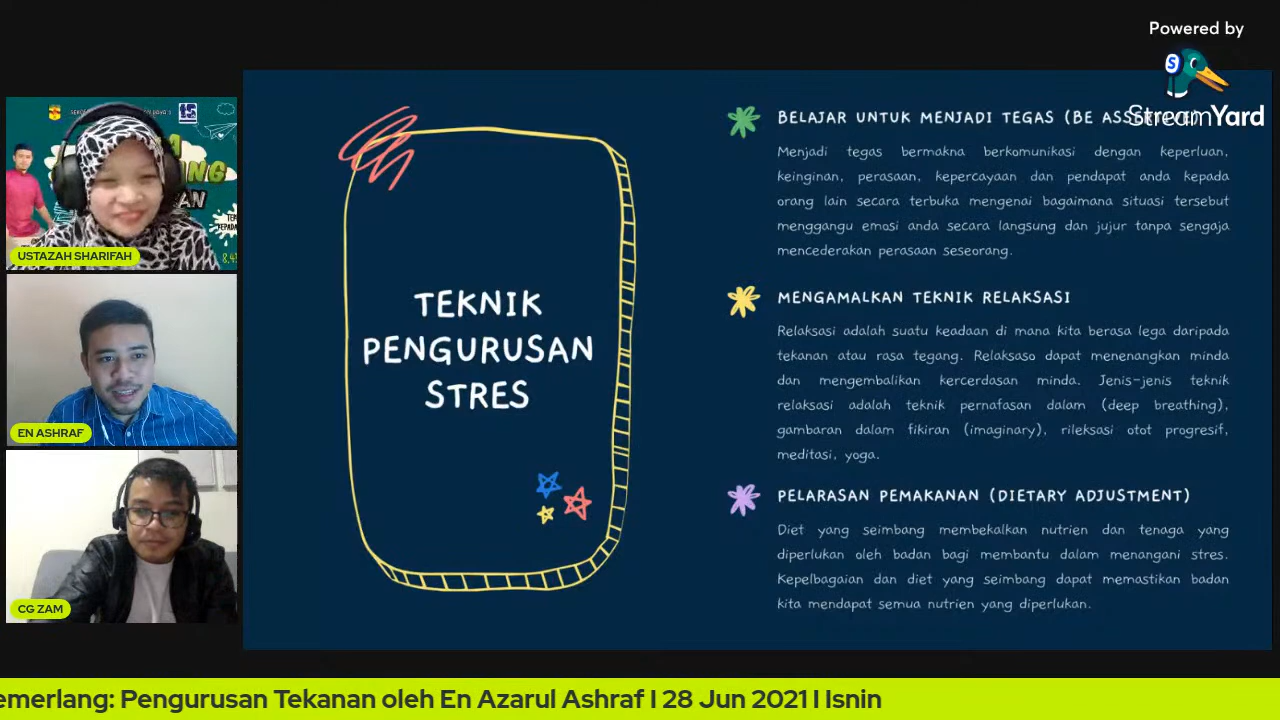 Powered by
StreamYard
USTAZAH SHARIFAH
EN ASHRAF
CG ZAM
TEKNIK
PENGURUSAN
STRES
BELAJAR UNTUK MENJADI TEGAS (BE
Menjadi tegas bermakna berkomunikasi dengan keperluan,
keinginan, perasaan, kepercayaan dan pendapat anda kepada
orang lain secara terbuka mengenai bagaimana situasi tersebut
menggangu emosi anda secara langsung dan jujur tanpa sengaja
mencederakan perasaan seseorang.
MENGAMALKAN TEKNIK RELAKSASI
Relaksasi adalah suatu keadaan di mana kita berasa lega daripada
tekanan atau rasa tegang. Relaksaso dapat menenangkan minda
dan mengembalikan kercerdasan minda. Jenis-jenis teknik
relaksasi adalah teknik pernafasan dalam (deep breathing),
gambaran dalam fikiran (imaginary), rileksasi otot progresif,
meditasi, yoga.
PELARASAN PEMAKANAN (DIETARY ADJUSTMENT)
Diet yang seimbang membekalkan nutrien dan tenaga yang
diperlukan oleh badan bagi membantu dalam menangani stres.
Kepelbagaian dan diet yang seimbang dapat memastikan badan
kita mendapat semua nutrien yang diperlukan.
emerlang: Pengurusan Tekanan oleh En Azarul Ashraf I 28 Jun 2021 I Isnin